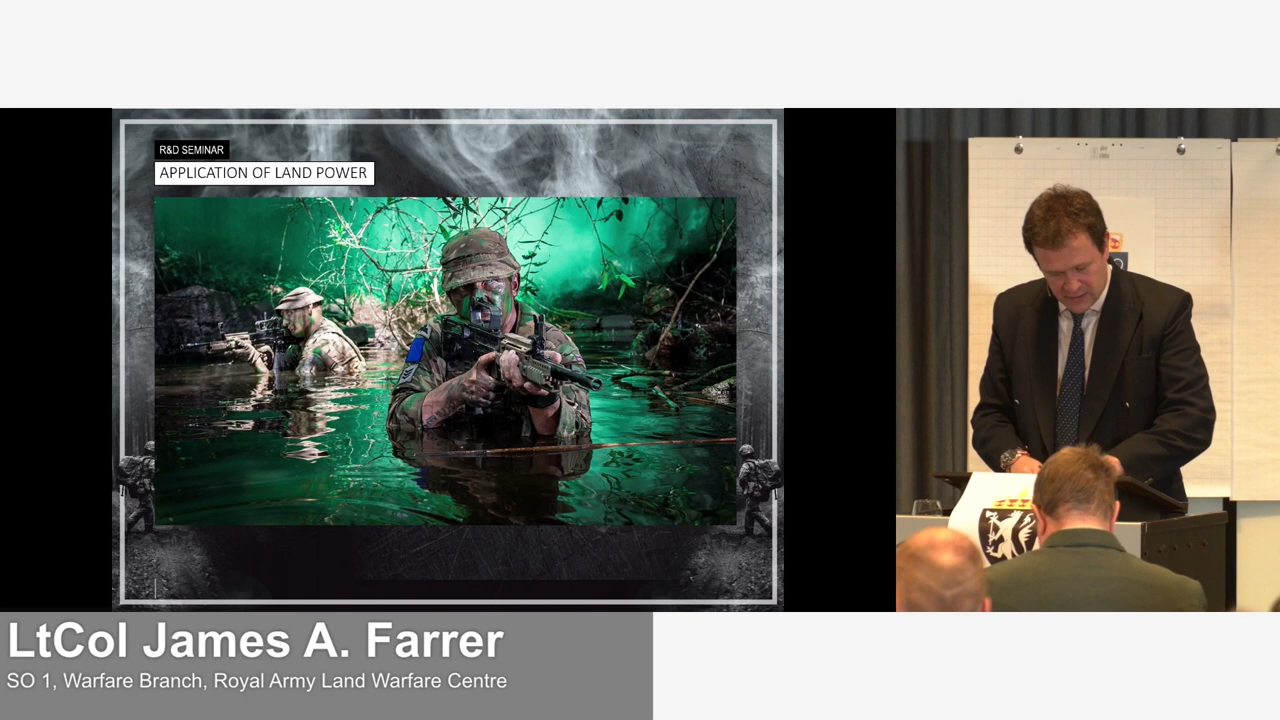 R&D SEMINAR
APPLICATION OF LAND POWER
LtCol James A. Farrer
SO 1, Warfare Branch, Royal Army Land Warfare Centre